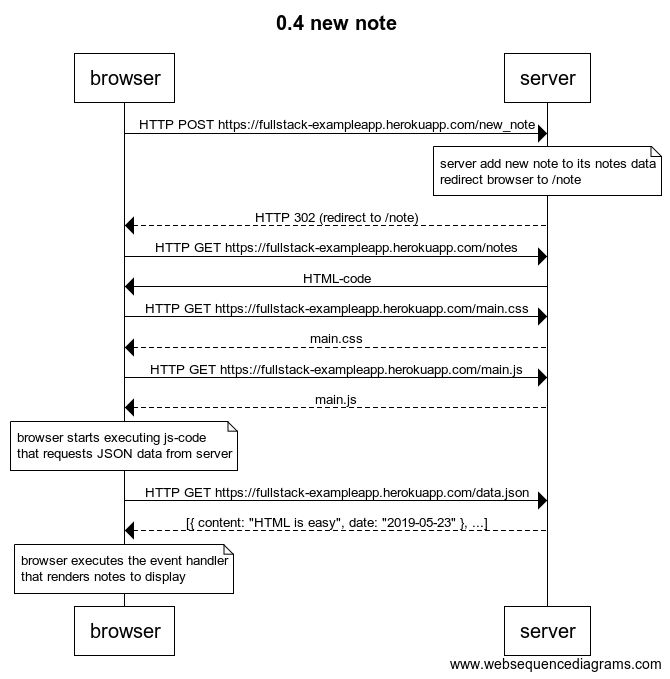 0.4 new note
browser
server
HTTP POST https://fullstack-exampleapp.herokuapp.com/new_note
server add new note to its notes data
redirect browser to /note
HTTP 302 (redirect to /note)
HTTP GET https://fullstack-exampleapp.herokuapp.com/notes
HTML-code
HTTP GET https://fullstack-exampleapp.herokuapp.com/main.css
main.css
HTTP GET https://fullstack-exampleapp.herokuapp.com/main.js
main.js
browser starts executing js-code
that requests JSON data from server
HTTP GET https://fullstack-exampleapp.herokuapp.com/data.json
[{ content: "HTML is easy", date: "2019-05-23" }, ...]
browser executes the event handler
that renders notes to display
browser
server
www.websequencediagrams.com